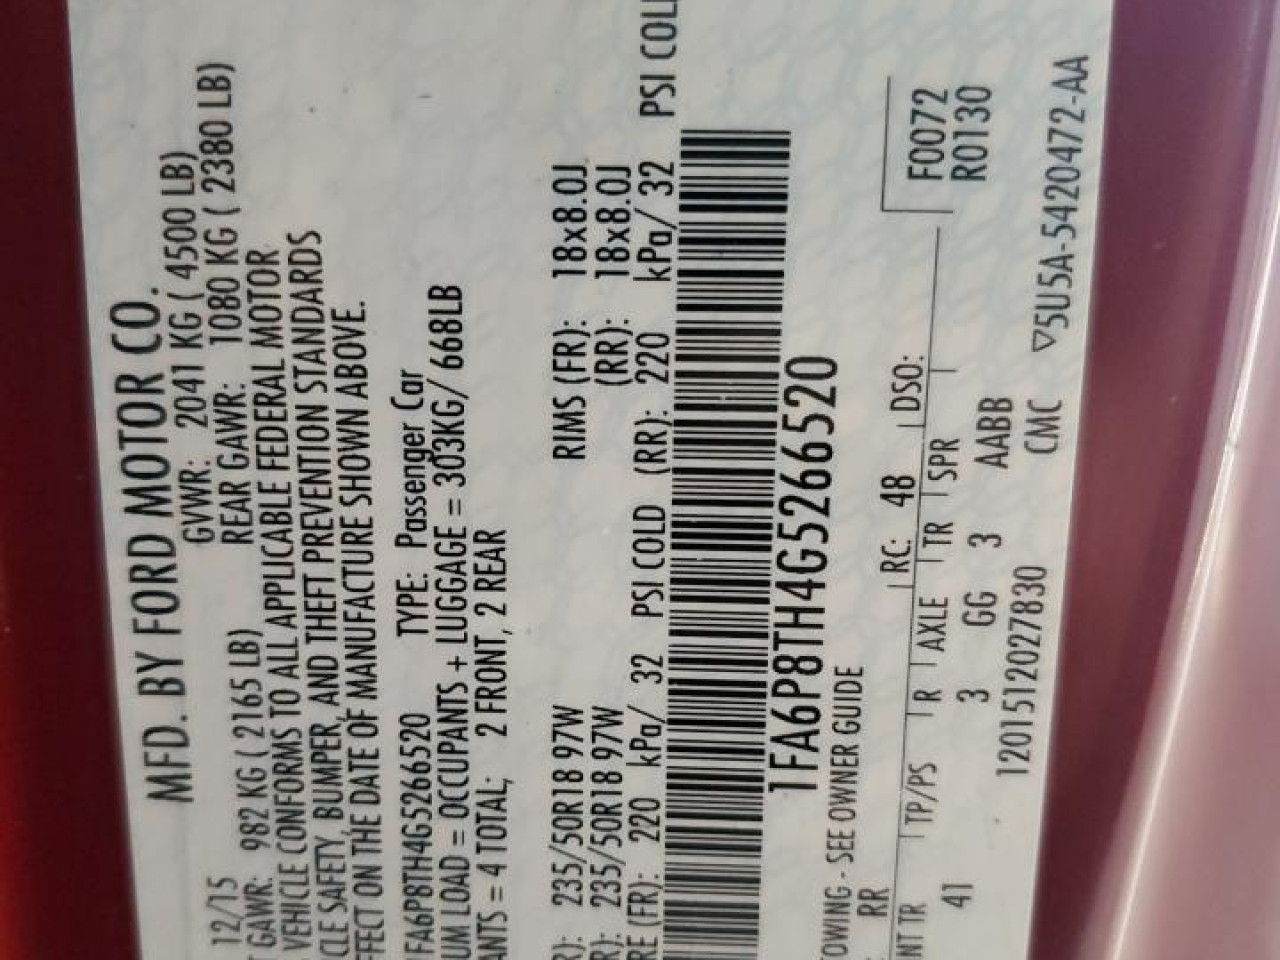 MFD. BY FORD MOTOR CO.
12/15 GVWR: 2041 KG ( 4500 LB)
GAWR: 982 KG ( 2165 LB) REAR GAWR: 1080 KG ( 2380 LB)
VEHICLE CONFORMS TO ALL APPLICABLE FEDERAL MOTOR
CLE SAFETY, BUMPER, AND THEFT PREVENTION STANDARDS
FFECT ON THE DATE OF MANUFACTURE SHOWN ABOVE.
FA6P8TH4G5266520 TYPE: Passenger Car
UM LOAD = OCCUPANTS + LUGGAGE = 303KG/ 668LB
ANTS = 4 TOTAL; 2 FRONT, 2 REAR
R): 235/50R18 97W RIMS (FR): 18x8.0J
R): 235/50R18 97W (RR): 18x8.0J
RE (FR): 220 kPa/ 32 PSI COLD (RR): 220 kPa/ 32 PSI COL
1FA6P8TH4G5266520
OWING - SEE OWNER GUIDE
RR RC: 48 DSO:
NT TR TP/PS R AXLE TR SPR
F0072
R0130
41 3 GG 3 AABB
1201512027830 CMC ▽5U5A-5420472-AA